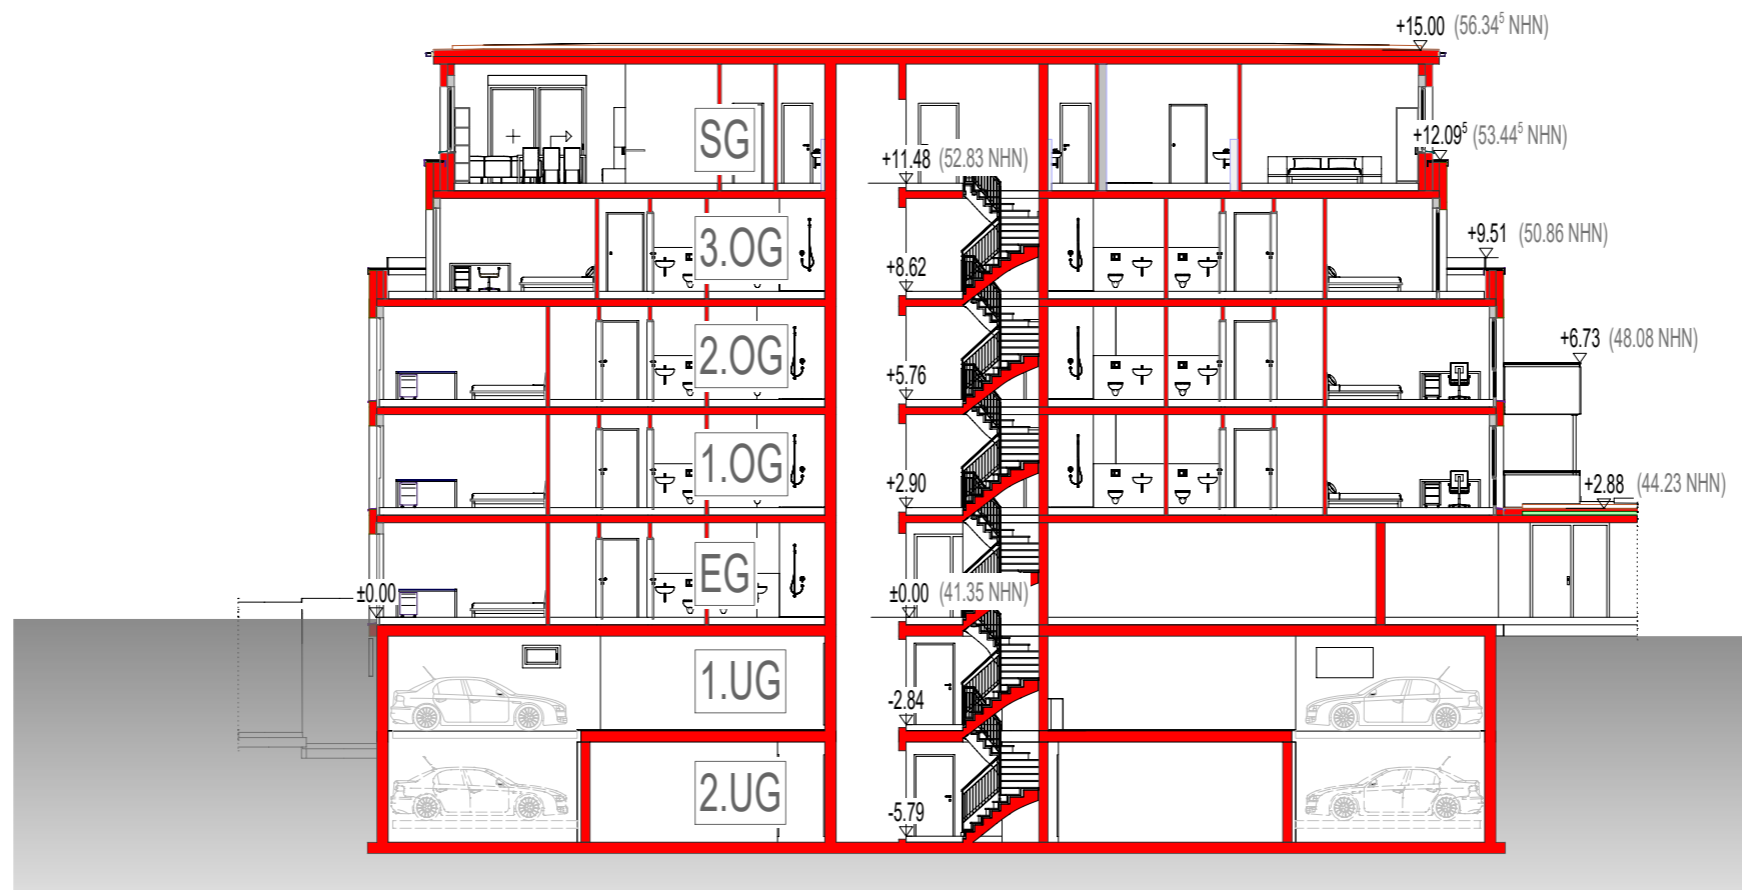 +15.00 (56.34⁵ NHN)
SG
+12.09⁵ (53.44⁵ NHN)
+11.48 (52.83 NHN)
3.OG
+9.51 (50.86 NHN)
+8.62
2.OG
+6.73 (48.08 NHN)
+5.76
1.OG
+2.90
+2.88 (44.23 NHN)
EG
±0.00
±0.00 (41.35 NHN)
1.UG
-2.84
2.UG
-5.79